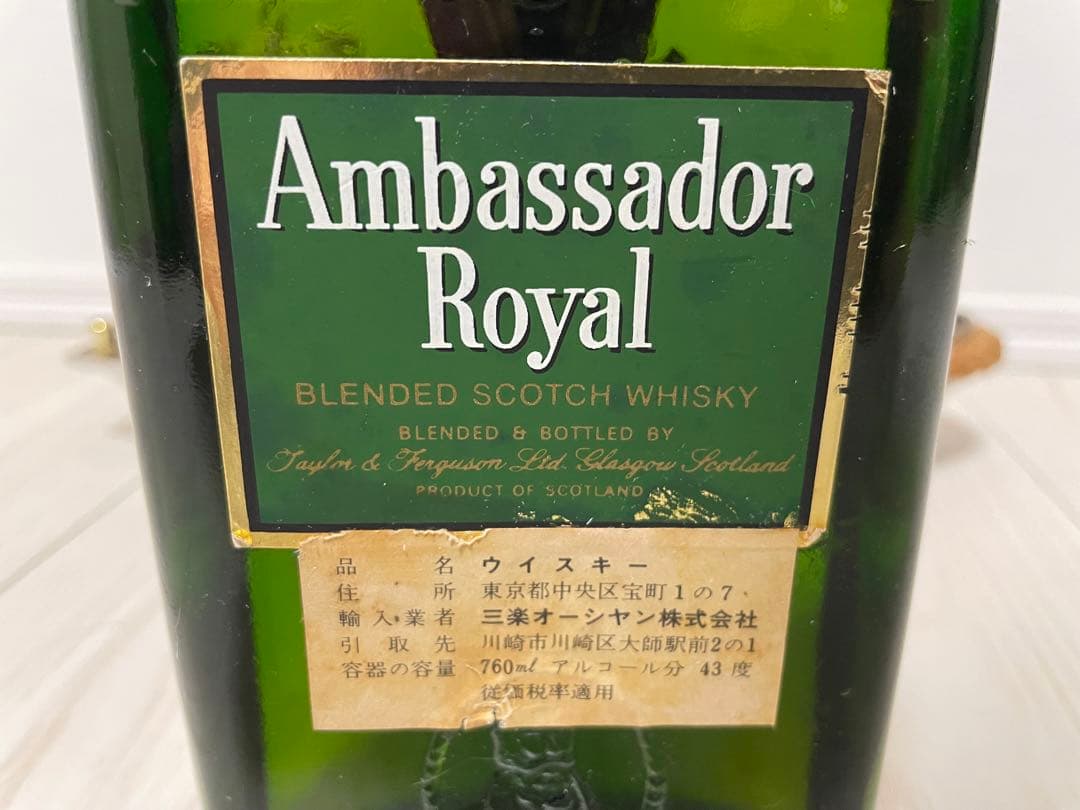 Ambassador
Royal
BLENDED SCOTCH WHISKY
BLENDED & BOTTLED BY
Taylor & Ferguson Ltd. Glasgow Scotland
PRODUCT OF SCOTLAND
品名 ウイスキー
住所 東京都中央区宝町1の7
輸入業者 三楽オーシヤン株式会社
引取先 川崎市川崎区大師駅前2の1
容器の容量 760ml アルコール分 43度
従価税率適用